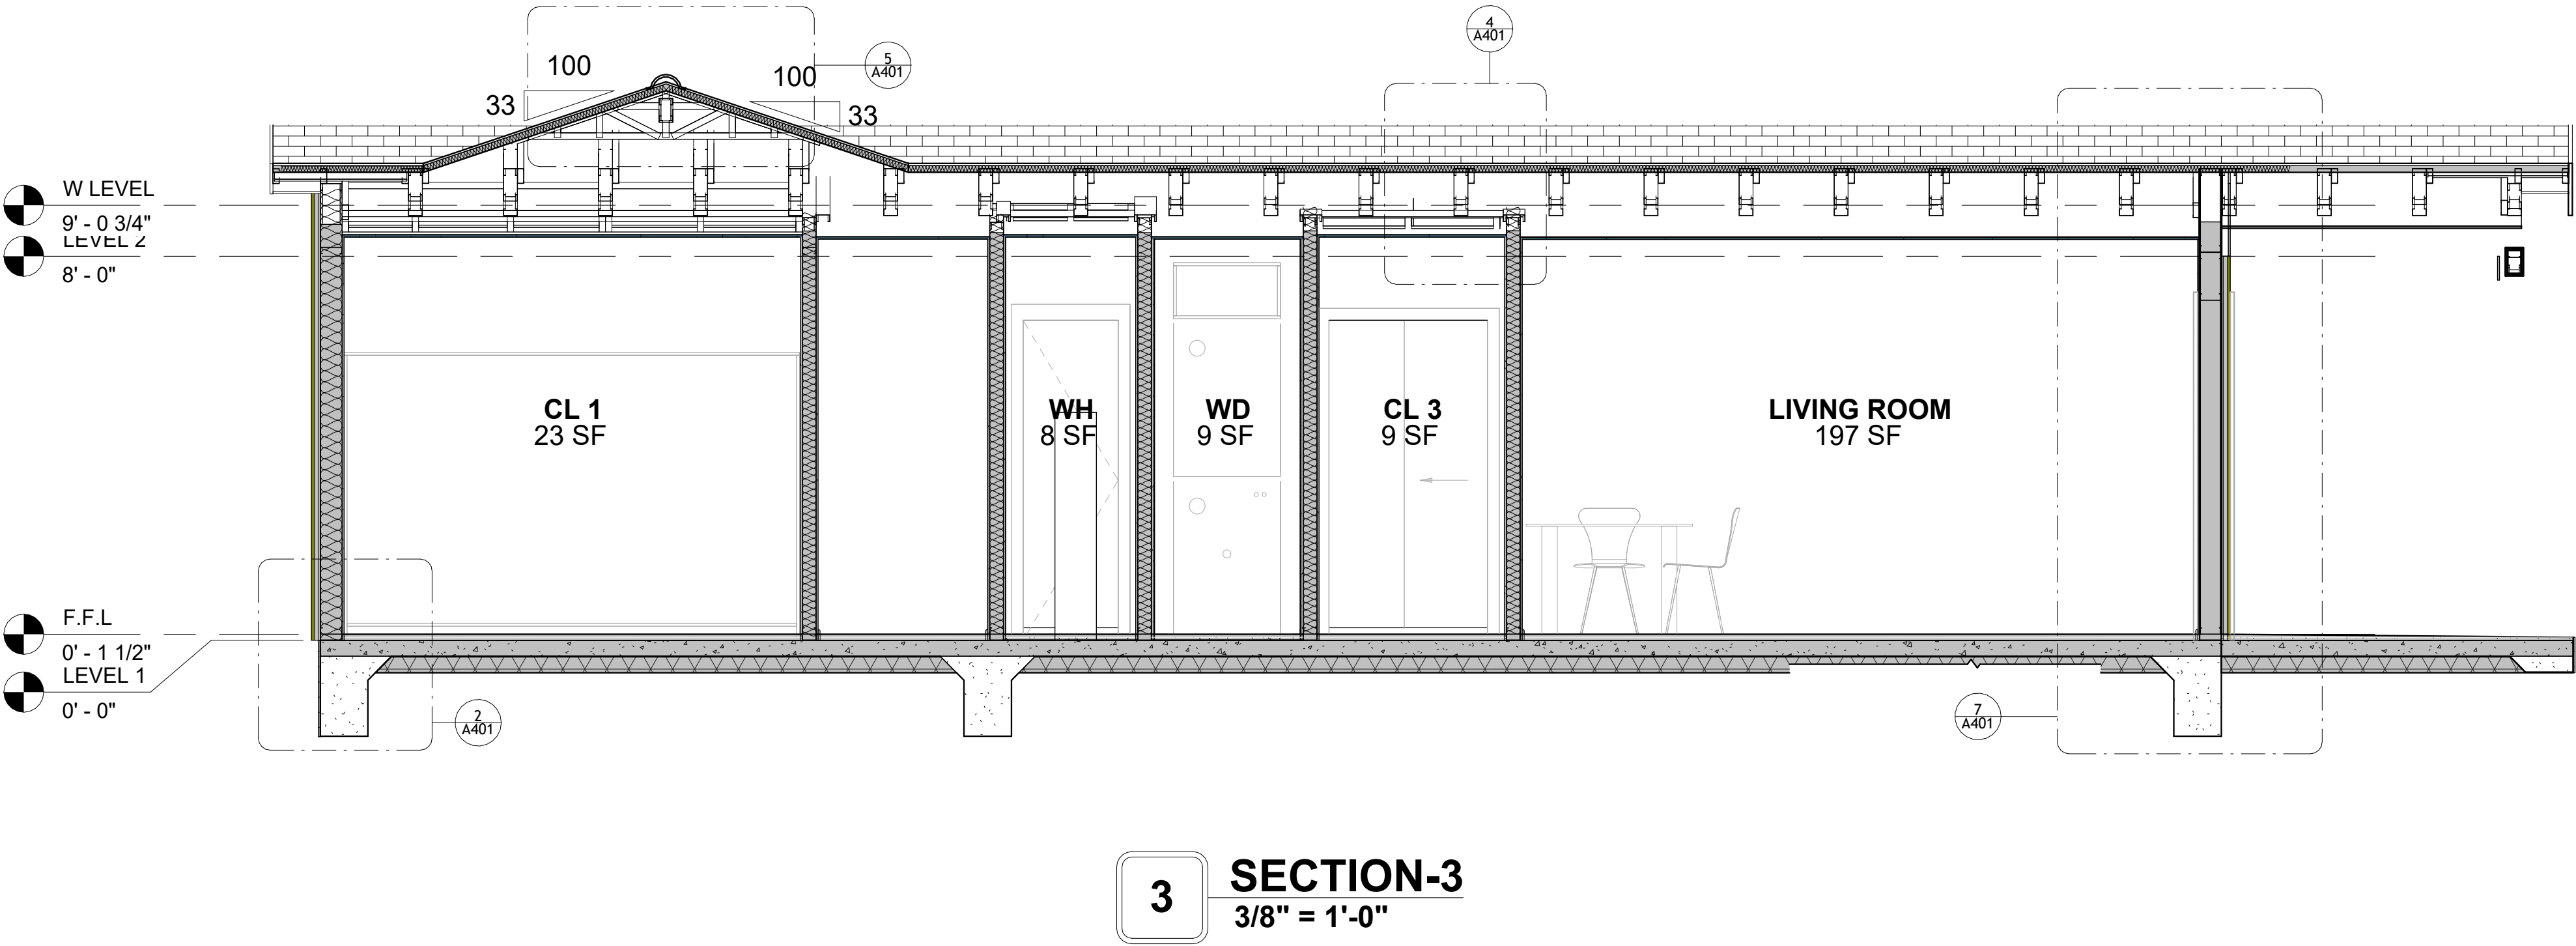 4
A401
5
A401
100
33
100
33
W LEVEL
9' - 0 3/4"
LEVEL 2
8' - 0"
CL 1
23 SF
WH
8 SF
WD
9 SF
CL 3
9 SF
LIVING ROOM
197 SF
F.F.L
0' - 1 1/2"
LEVEL 1
0' - 0"
2
A401
7
A401
3
SECTION-3
3/8" = 1'-0"